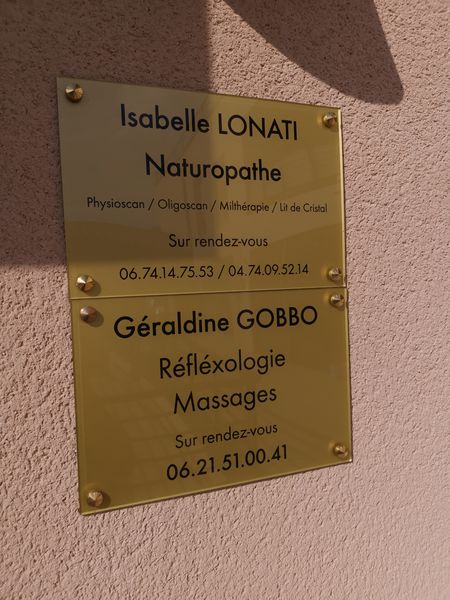 Isabelle LONATI
Naturopathe
Physioscan / Oligoscan / Milthérapie / Lit de Cristal
Sur rendez-vous
06.74.14.75.53 / 04.74.09.52.14
Géraldine GOBBO
Réfléxologie
Massages
Sur rendez-vous
06.21.51.00.41